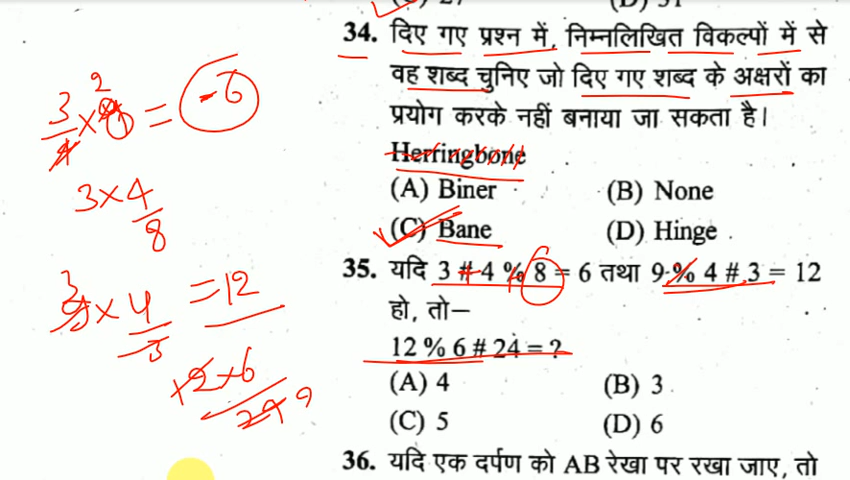 34. दिए गए प्रश्न में, निम्नलिखित विकल्पों में से
वह शब्द चुनिए जो दिए गए शब्द के अक्षरों का
प्रयोग करके नहीं बनाया जा सकता है।
Herringbone
(A) Biner (B) None
(C) Bane (D) Hinge
35. यदि 3 # 4 % 8 = 6 तथा 9 % 4 # 3 = 12
हो, तो–
12 % 6 # 24 = ?
(A) 4 (B) 3
(C) 5 (D) 6
36. यदि एक दर्पण को AB रेखा पर रखा जाए, तो
3 × 4
8
= 12